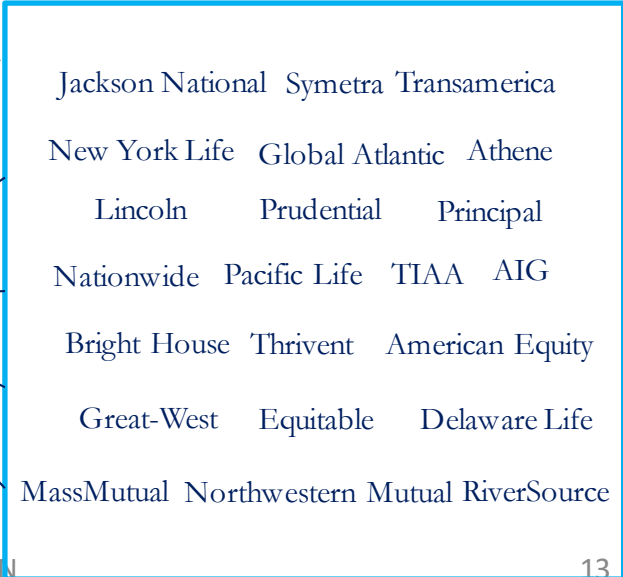 Jackson National Symetra Transamerica
New York Life Global Atlantic Athene
Lincoln Prudential Principal
Nationwide Pacific Life TIAA AIG
Bright House Thrivent American Equity
Great-West Equitable Delaware Life
MassMutual Northwestern Mutual RiverSource
N 13